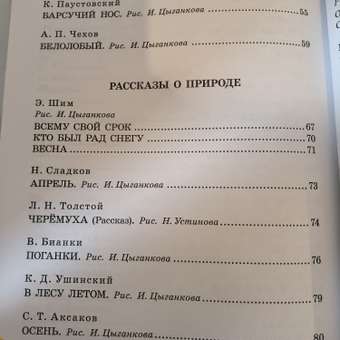 К. Паустовский
БАРСУЧИЙ НОС. Рис. И. Цыганкова 55
А. П. Чехов
БЕЛОЛОБЫЙ. Рис. И. Цыганкова 59
РАССКАЗЫ О ПРИРОДЕ
Э. Шим
Рис. И. Цыганкова
ВСЕМУ СВОЙ СРОК 67
КТО БЫЛ РАД СНЕГУ 70
ВЕСНА 71
Н. Сладков
АПРЕЛЬ. Рис. И. Цыганкова 73
Л. Н. Толстой
ЧЕРЁМУХА (Рассказ). Рис. Н. Устинова 74
В. Бианки
ПОГАНКИ. Рис. И. Цыганкова 76
К. Д. Ушинский
В ЛЕСУ ЛЕТОМ. Рис. И. Цыганкова 79
С. Т. Аксаков
ОСЕНЬ. Рис. И. Цыганкова 80